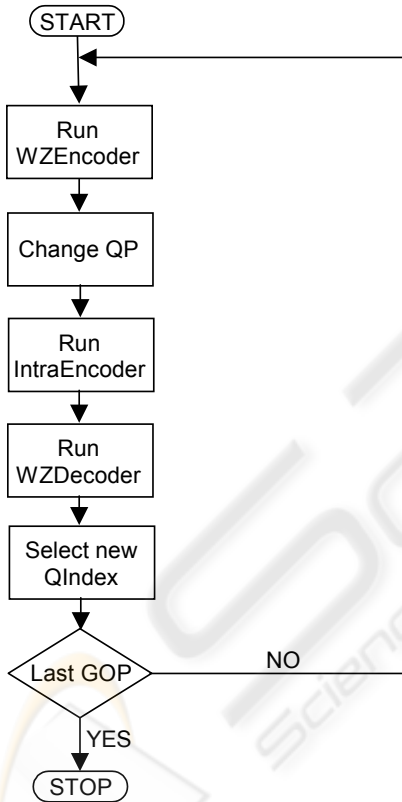 START
Run
WZEncoder
Change QP
Run
IntraEncoder
Run
WZDecoder
Select new
QIndex
Last GOP
NO
YES
STOP